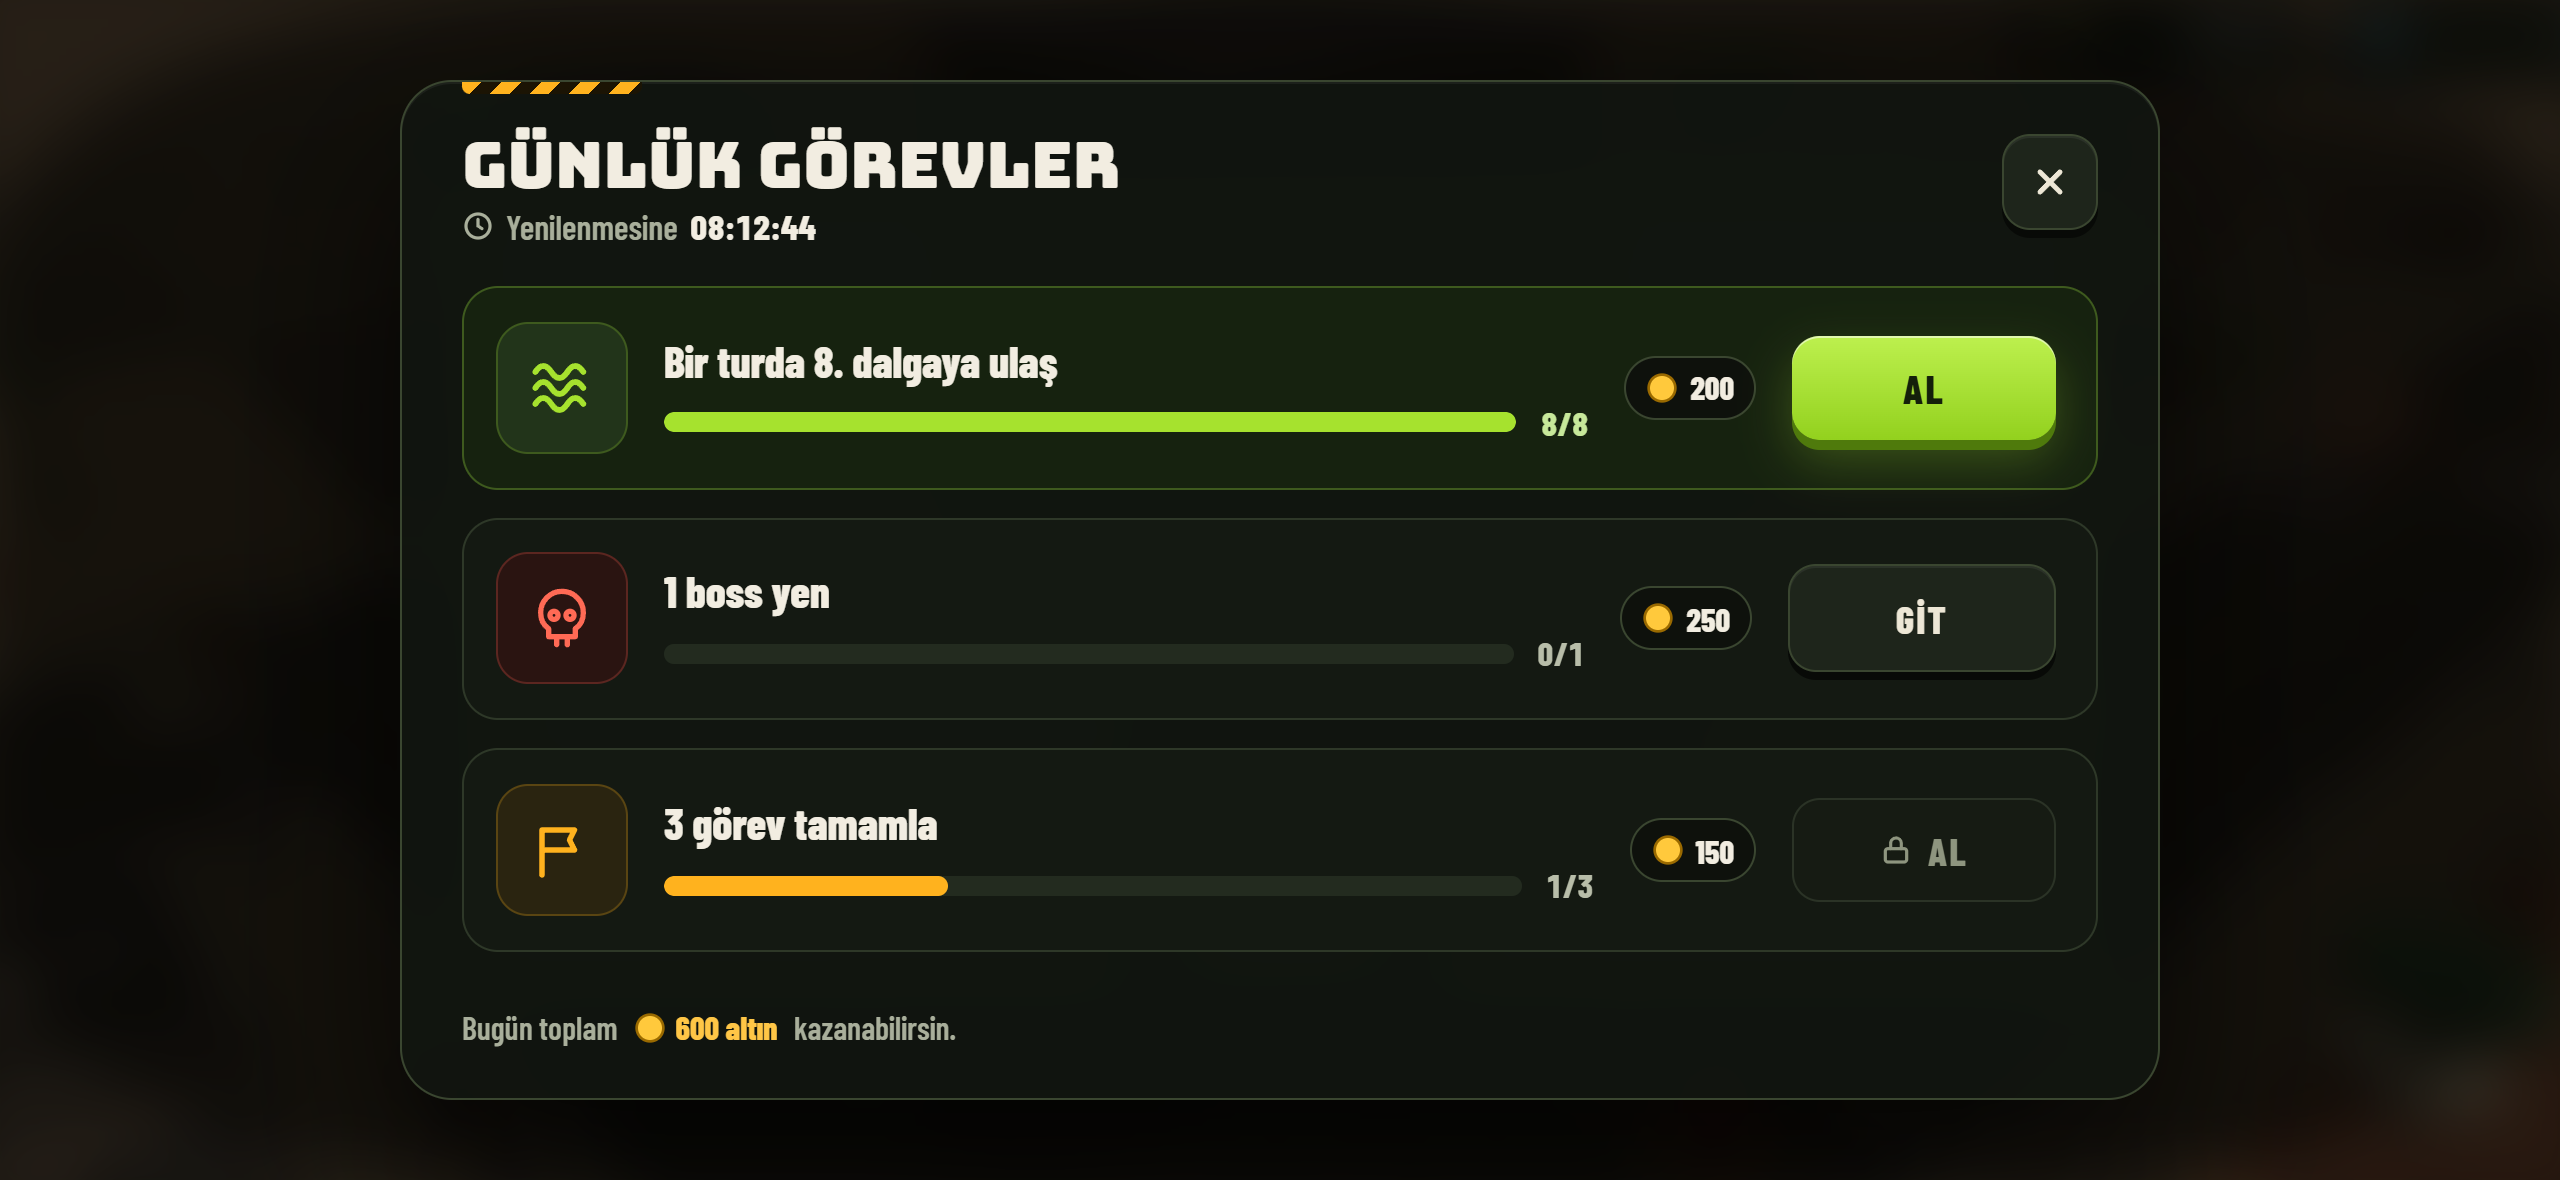 GÜNLÜK GÖREVLER
Yenilenmesine 08:12:44
Bir turda 8. dalgaya ulaş
8/8
200
AL
1 boss yen
0/1
250
GİT
3 görev tamamla
1/3
150
AL
Bugün toplam 600 altın kazanabilirsin.